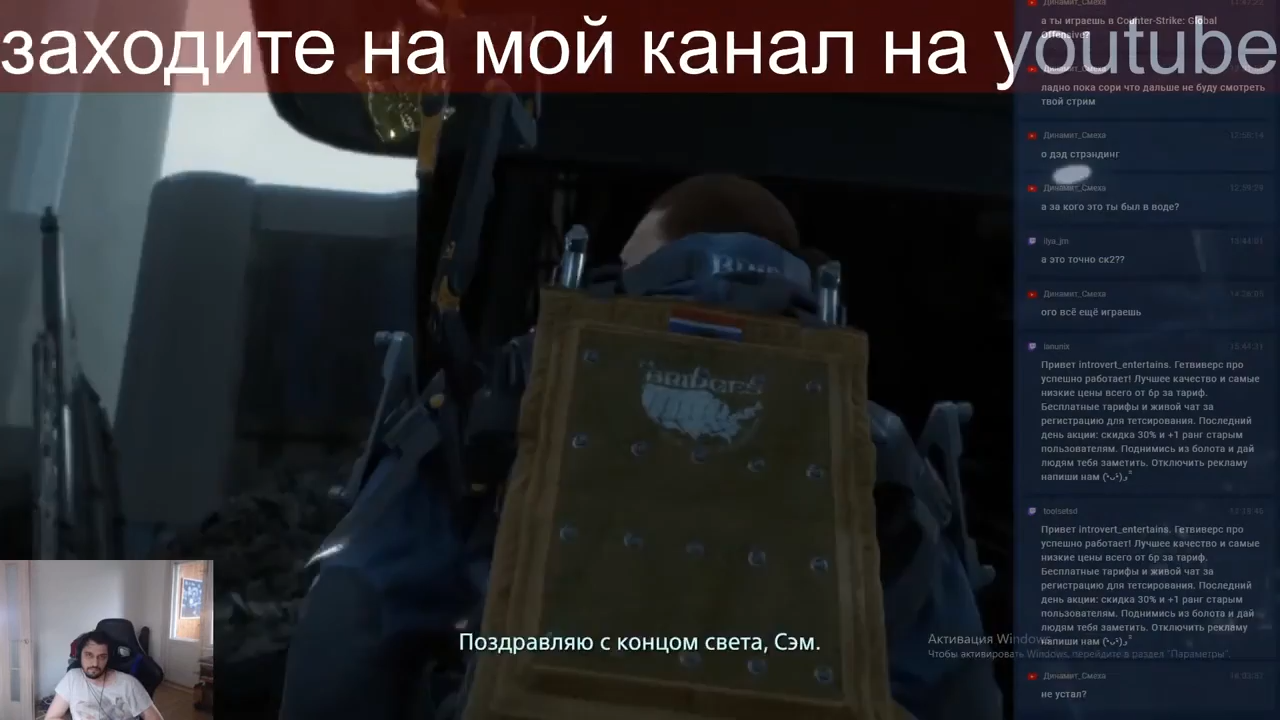 заходите на мой канал на youtube
а ты играешь в Counter-Strike: Global
Offensive?
ладно пока сори что дальше не буду смотреть
твой стрим
Динамит_Смеха
о дэд стрэндинг
Динамит_Смеха
а за кого это ты был в воде?
ilyu_jm
а это точно ск2??
Динамит_Смеха
ого всё ещё играешь
Привет introvert_entertains. Гетвиверс про
успешно работает! Лучшее качество и самые
низкие цены всего от 6р за тариф.
Бесплатные тарифы и живой чат за
регистрацию для тетсирования. Последний
день акции: скидка 30% и +1 ранг старым
пользователям. Поднимись из болота и дай
людям тебя заметить. Отключить рекламу
напиши нам
toolsetsd
Привет introvert_entertains. Гетвиверс про
успешно работает! Лучшее качество и самые
низкие цены всего от 6р за тариф.
Бесплатные тарифы и живой чат за
регистрацию для тетсирования. Последний
день акции: скидка 30% и +1 ранг старым
пользователям. Поднимись из болота и дай
людям тебя заметить. Отключить рекламу
напиши нам
Динамит_Смеха
не устал?
BRIDGES
Поздравляю с концом света, Сэм.
Активация Windows
Чтобы активировать Windows, перейдите в раздел "Параметры".